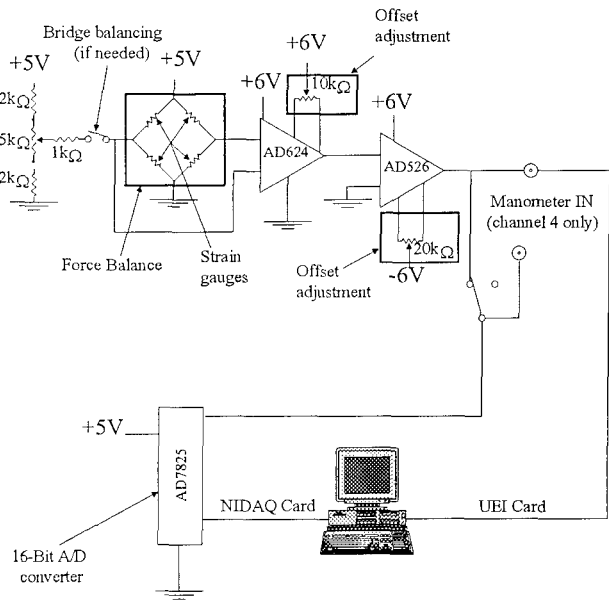 Bridge balancing
(if needed)
+5V
2kΩ
5kΩ
2kΩ
1kΩ
+5V
Force Balance
Strain
gauges
+6V
+6V
10kΩ
Offset
adjustment
AD624
+6V
AD526
20kΩ
-6V
Offset
adjustment
Manometer IN
(channel 4 only)
+5V
AD7825
16-Bit A/D
converter
NIDAQ Card
UEI Card